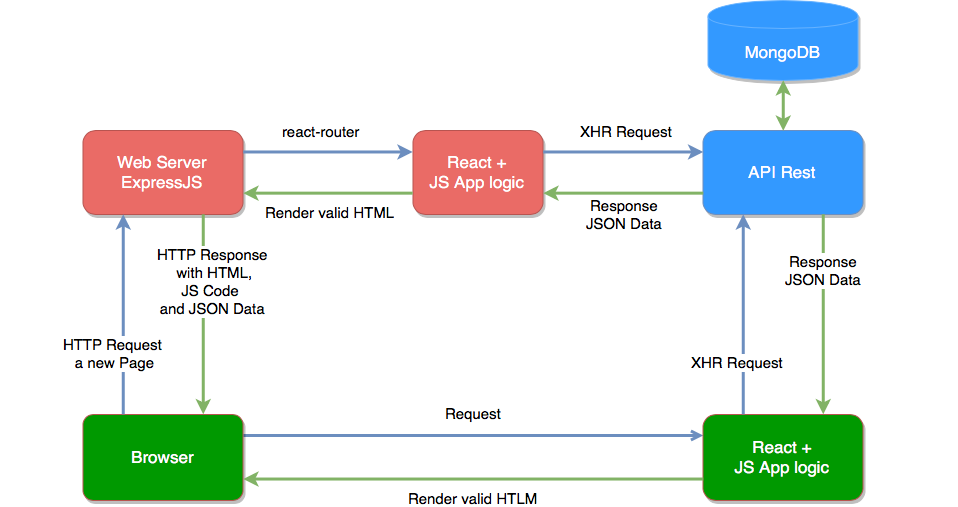 MongoDB
react-router
XHR Request
Web Server
ExpressJS
React +
JS App logic
API Rest
Render valid HTML
Response
JSON Data
HTTP Response
with HTML,
JS Code
and JSON Data
Response
JSON Data
HTTP Request
a new Page
XHR Request
Request
Browser
React +
JS App logic
Render valid HTLM